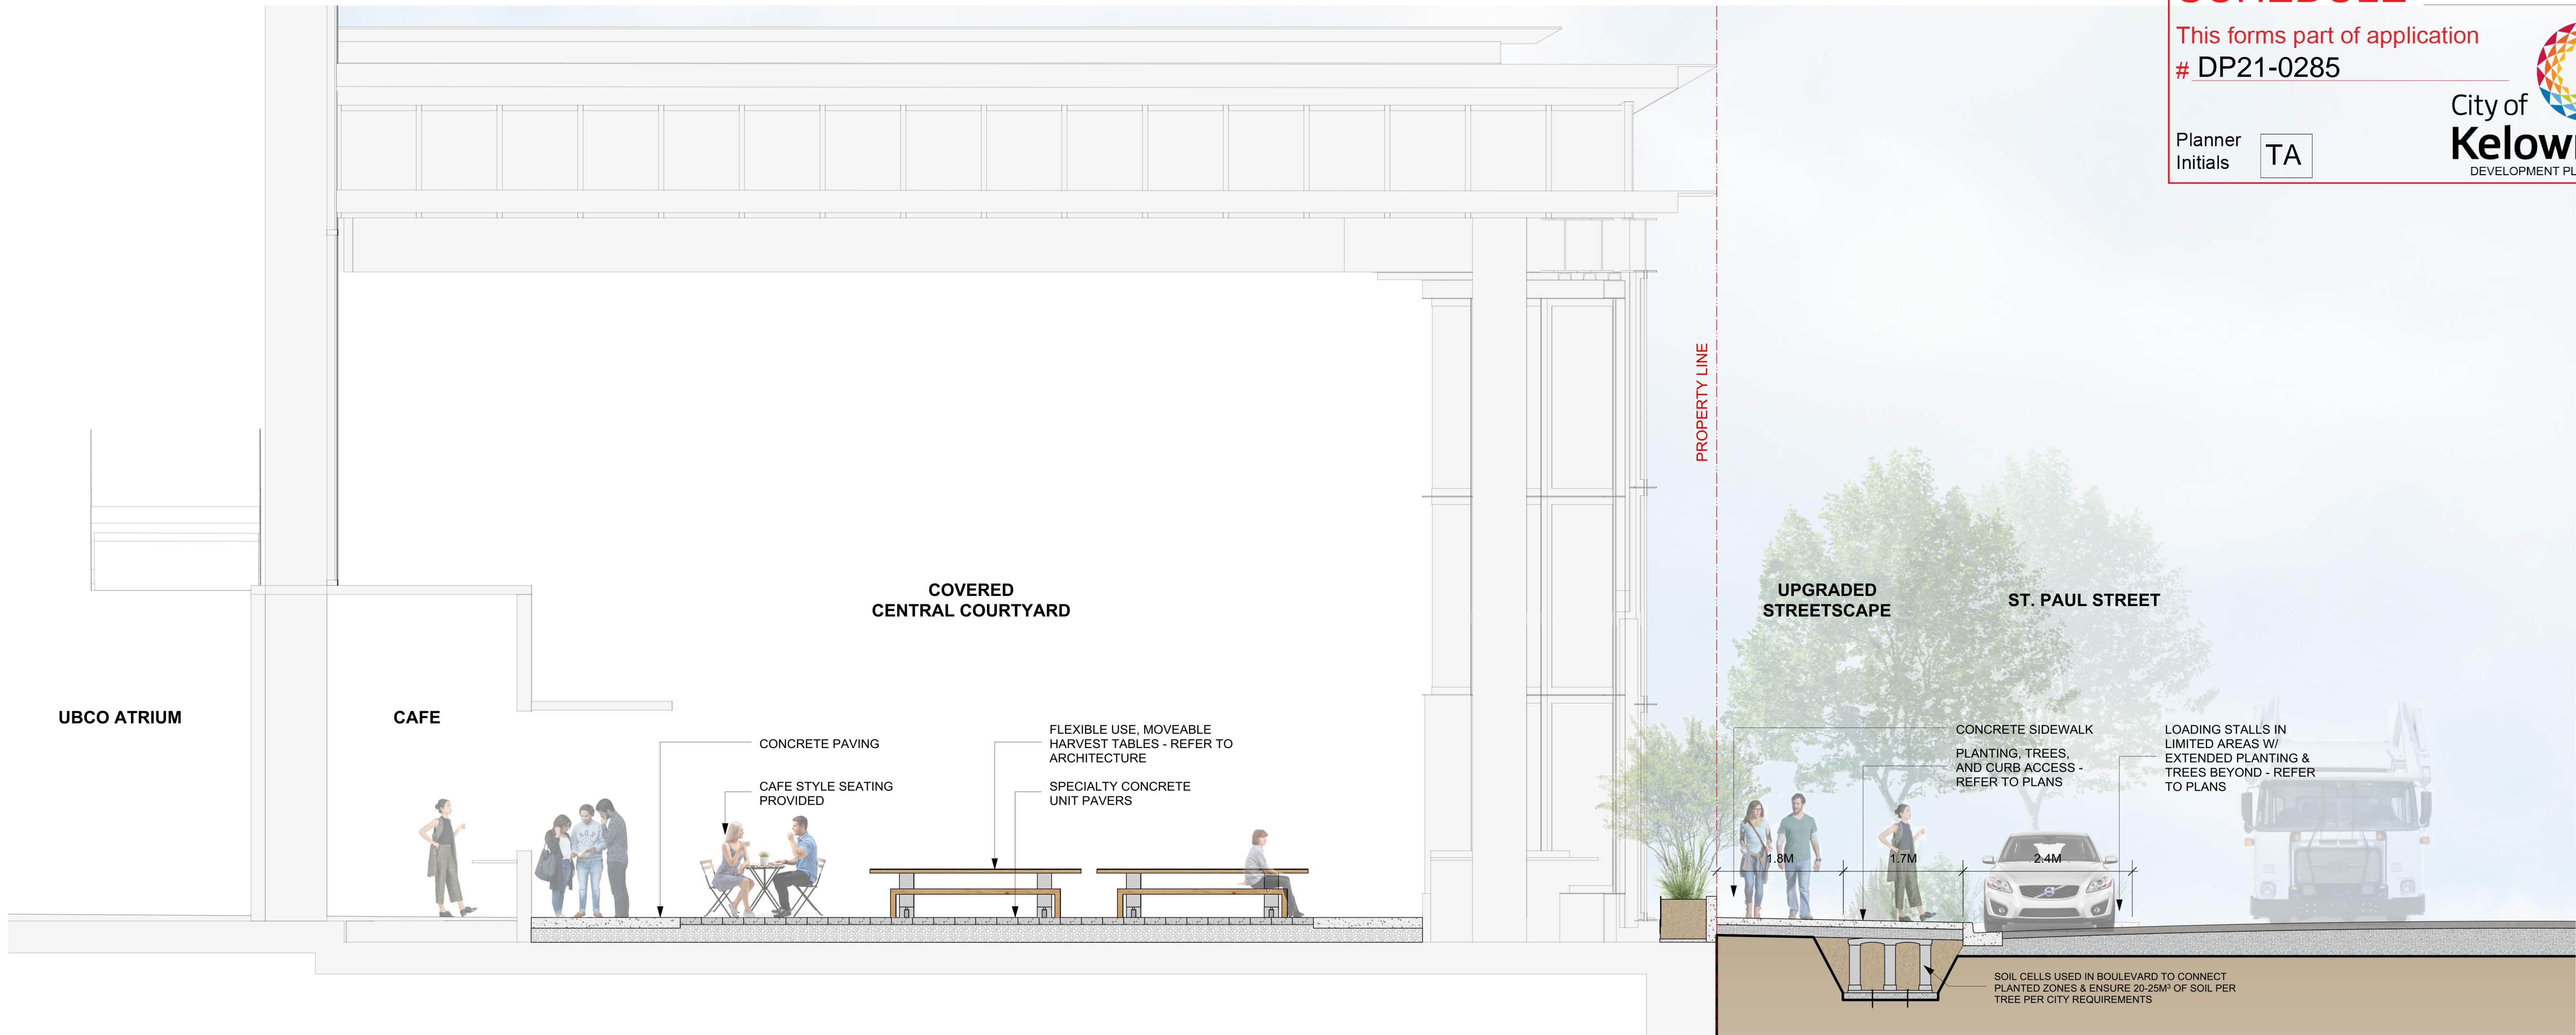 This forms part of application
# DP21-0285
City of
DEVELOPMENT
Planner
Initials
TA
PROPERTY LINE
COVERED
CENTRAL COURTYARD
UPGRADED
STREETSCAPE
ST. PAUL STREET
UBCO ATRIUM
CAFE
CONCRETE PAVING
CAFE STYLE SEATING
PROVIDED
FLEXIBLE USE, MOVEABLE
HARVEST TABLES - REFER TO
ARCHITECTURE
SPECIALTY CONCRETE
UNIT PAVERS
CONCRETE SIDEWALK
PLANTING, TREES,
AND CURB ACCESS -
REFER TO PLANS
LOADING STALLS IN
LIMITED AREAS W/
EXTENDED PLANTING &
TREES BEYOND - REFER
TO PLANS
1.8M
1.7M
2.4M
SOIL CELLS USED IN BOULEVARD TO CONNECT
PLANTED ZONES & ENSURE 20-25M³ OF SOIL PER
TREE PER CITY REQUIREMENTS